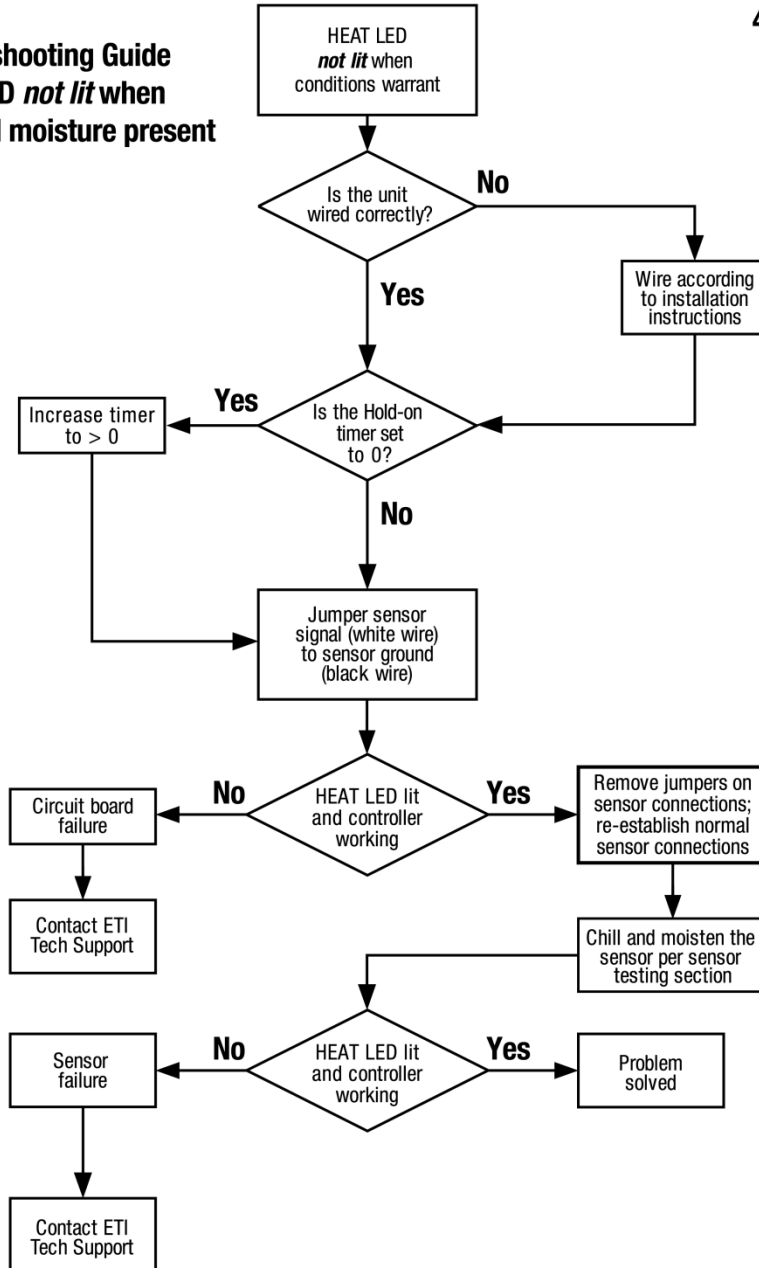 shooting Guide
not lit when
moisture present
HEAT LED
not lit when
conditions warrant
Is the unit
wired correctly?
No
Yes
Wire according
to installation
instructions
Is the Hold-on
timer set
to 0?
Yes
Increase timer
to > 0
No
Jumper sensor
signal (white wire)
to sensor ground
(black wire)
HEAT LED lit
and controller
working
No
Circuit board
failure
Contact ETI
Tech Support
Yes
Remove jumpers on
sensor connections;
re-establish normal
sensor connections
Chill and moisten the
sensor per sensor
testing section
HEAT LED lit
and controller
working
No
Sensor
failure
Contact ETI
Tech Support
Yes
Problem
solved